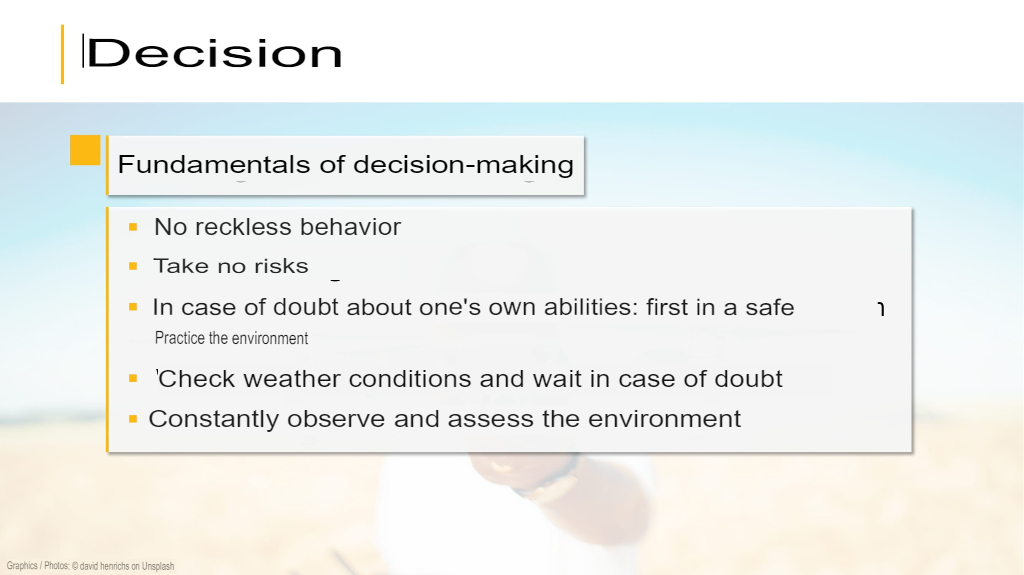 Decision
Fundamentals of decision-making
No reckless behavior
Take no risks
In case of doubt about one's own abilities: first in a safe
Practice the environment
'Check weather conditions and wait in case of doubt
Constantly observe and assess the environment
Graphics / Photos: © david henrichs on Unsplash